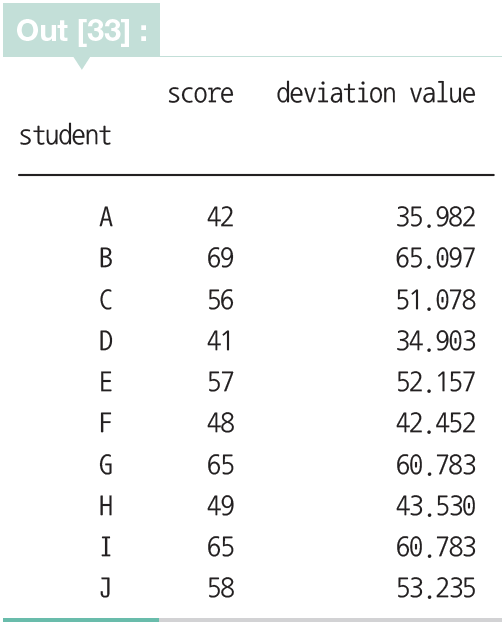 Out [33] :
score deviation value
student
A 42 35.982
B 69 65.097
C 56 51.078
D 41 34.903
E 57 52.157
F 48 42.452
G 65 60.783
H 49 43.530
I 65 60.783
J 58 53.235